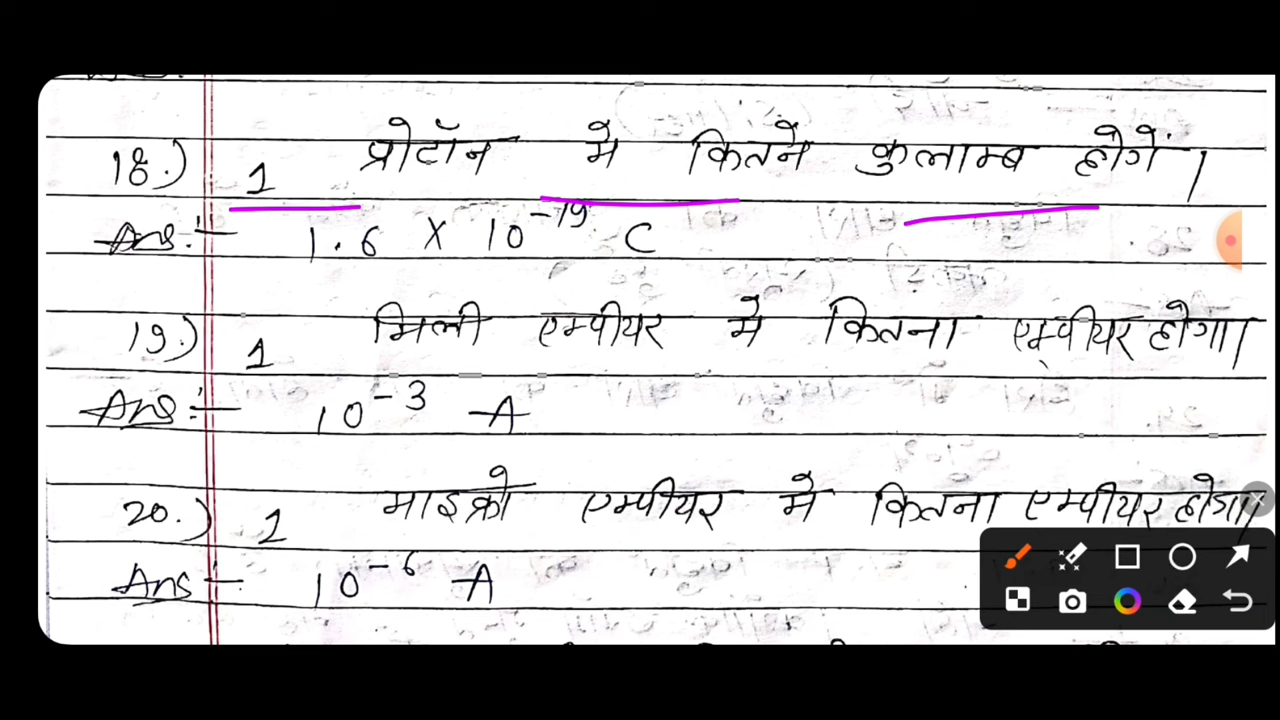 18.) 1 प्रोटॉन मे कितने कुलाम्ब होगें।
Ans:- 1.6 X 10⁻¹⁹ C
19.) 1 मिली एम्पीयर मे कितना एम्पीयर होगा।
Ans:- 10⁻³ A
20.) 1 माइक्रो एम्पीयर मे कितना एम्पीयर होगा।
Ans:- 10⁻⁶ A